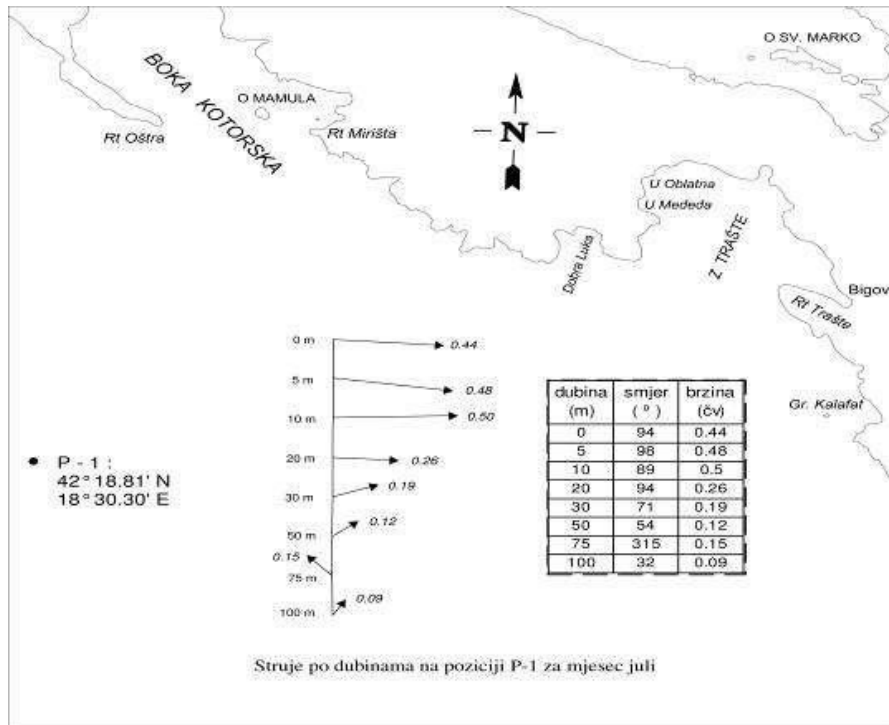 O SV. MARKO
BOKA KOTORSKA
O MAMULA
Rt Oštra
Rt Mirišta
N
U Oblatna
U Međeđa
Dobra Luka
Z TRAŠTE
Bigov
Rt Trašte
Gr. Kalafat
0 m 0.44
5 m 0.48
10 m 0.50
20 m 0.26
30 m 0.19
50 m 0.12
0.15
75 m
100 m 0.09
P - 1 :
42° 18.81' N
18° 30.30' E
dubina smjer brzina
(m) ( º ) (čv)
0 94 0.44
5 98 0.48
10 89 0.5
20 94 0.26
30 71 0.19
50 54 0.12
75 315 0.15
100 32 0.09
Struje po dubinama na poziciji P-1 za mjesec juli